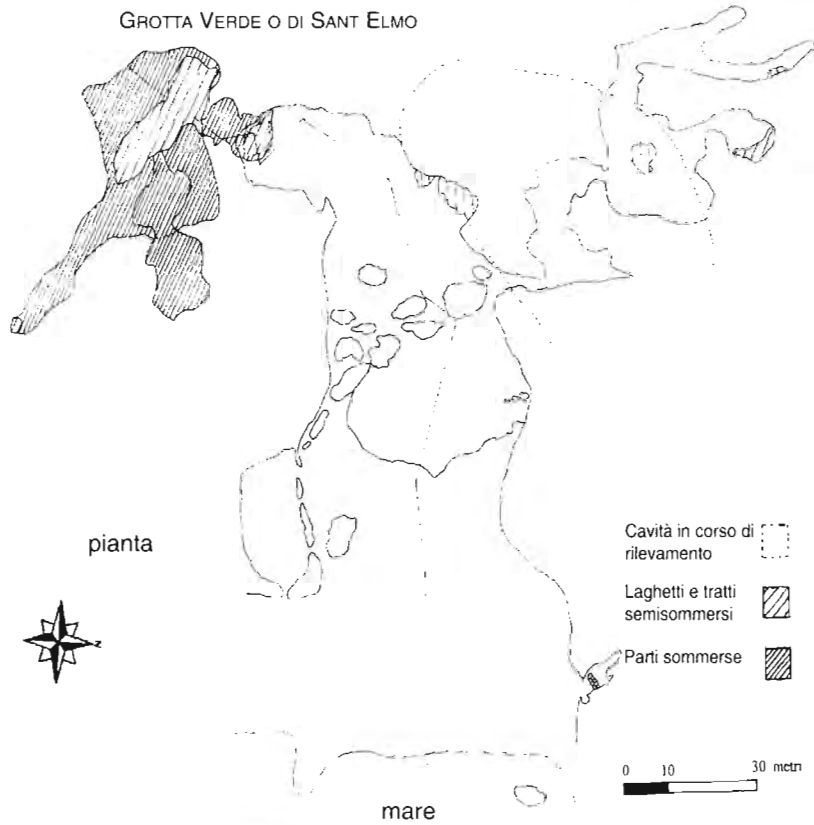 GROTTA VERDE O DI SANT ELMO
pianta
Cavità in corso di
rilevamento
Laghetti e tratti
semisommersi
Parti sommerse
N
0 10 30 metri
mare